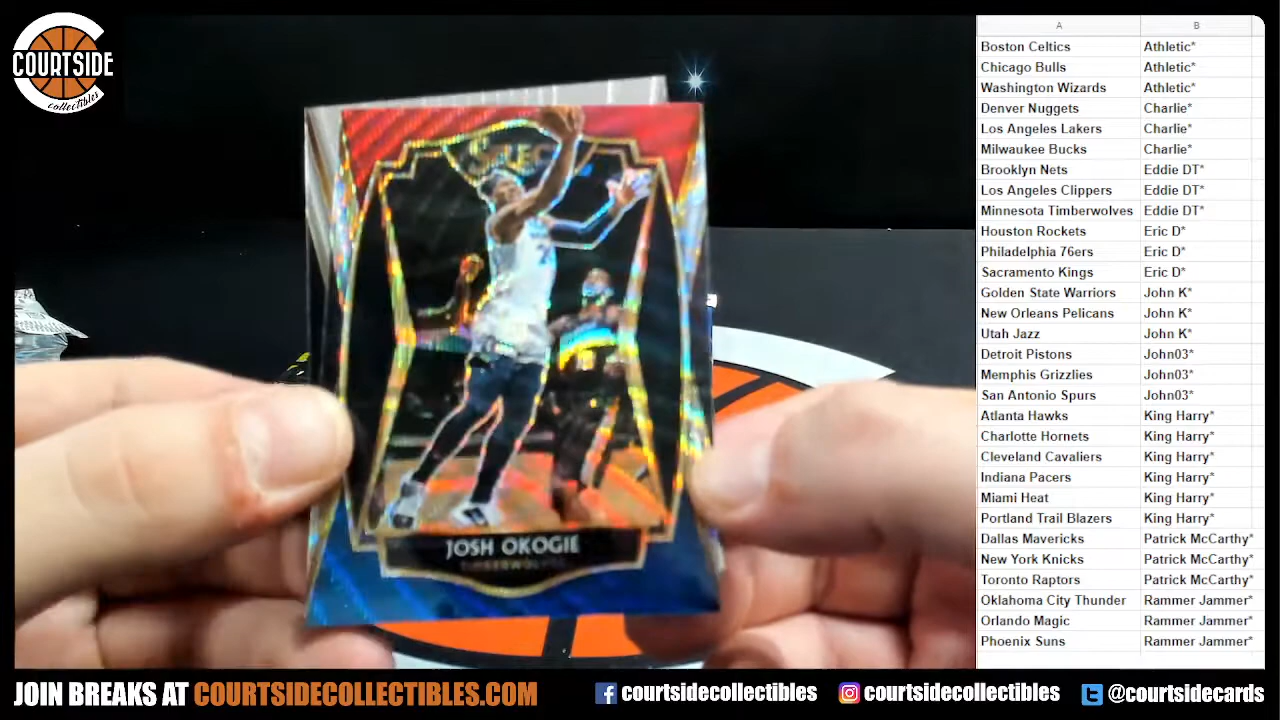 COURTSIDE
collectibles
SELECT
JOSH OKOGIE
TIMBERWOLVES
A B
Boston Celtics Athletic*
Chicago Bulls Athletic*
Washington Wizards Athletic*
Denver Nuggets Charlie*
Los Angeles Lakers Charlie*
Milwaukee Bucks Charlie*
Brooklyn Nets Eddie DT*
Los Angeles Clippers Eddie DT*
Minnesota Timberwolves Eddie DT*
Houston Rockets Eric D*
Philadelphia 76ers Eric D*
Sacramento Kings Eric D*
Golden State Warriors John K*
New Orleans Pelicans John K*
Utah Jazz John K*
Detroit Pistons John03*
Memphis Grizzlies John03*
San Antonio Spurs John03*
Atlanta Hawks King Harry*
Charlotte Hornets King Harry*
Cleveland Cavaliers King Harry*
Indiana Pacers King Harry*
Miami Heat King Harry*
Portland Trail Blazers King Harry*
Dallas Mavericks Patrick McCarthy*
New York Knicks Patrick McCarthy*
Toronto Raptors Patrick McCarthy*
Oklahoma City Thunder Rammer Jammer*
Orlando Magic Rammer Jammer*
Phoenix Suns Rammer Jammer*
JOIN BREAKS AT COURTSIDECOLLECTIBLES.COM courtsidecollectibles courtsidecollectibles @courtsidecards